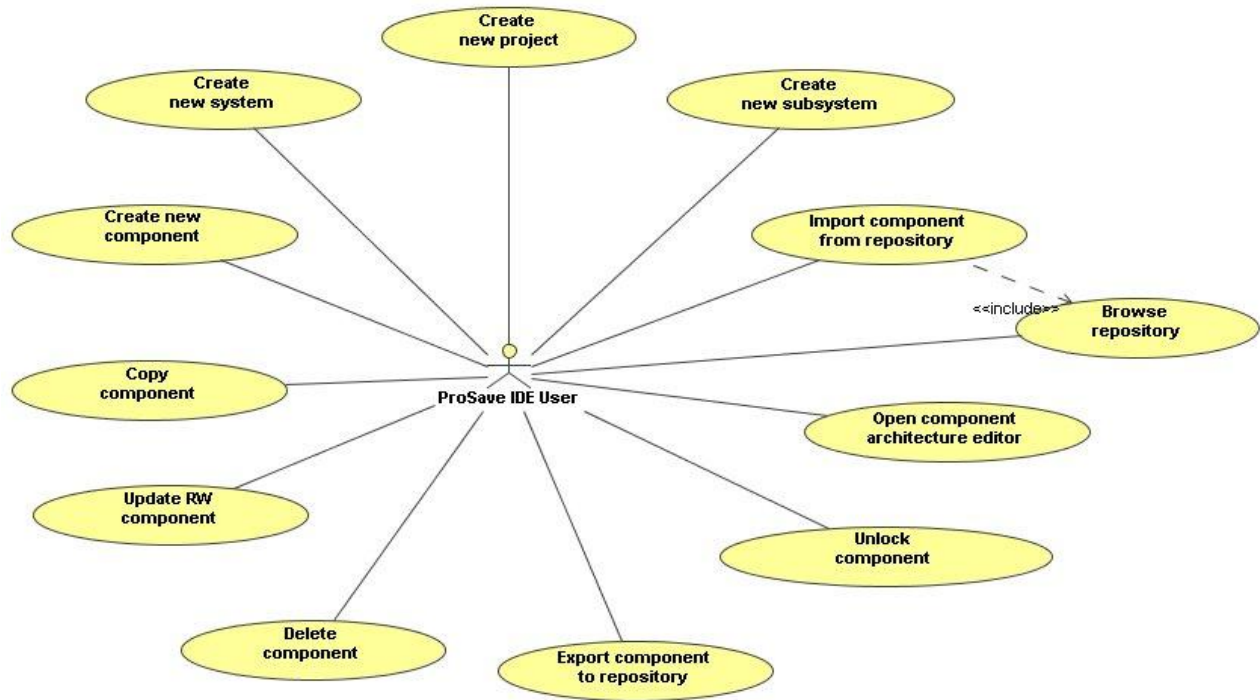 Create
new project
Create
new system
Create
new subsystem
Create new
component
Import component
from repository
<<include>>
Browse
repository
Copy
component
ProSave IDE User
Open component
architecture editor
Update RW
component
Unlock
component
Delete
component
Export component
to repository